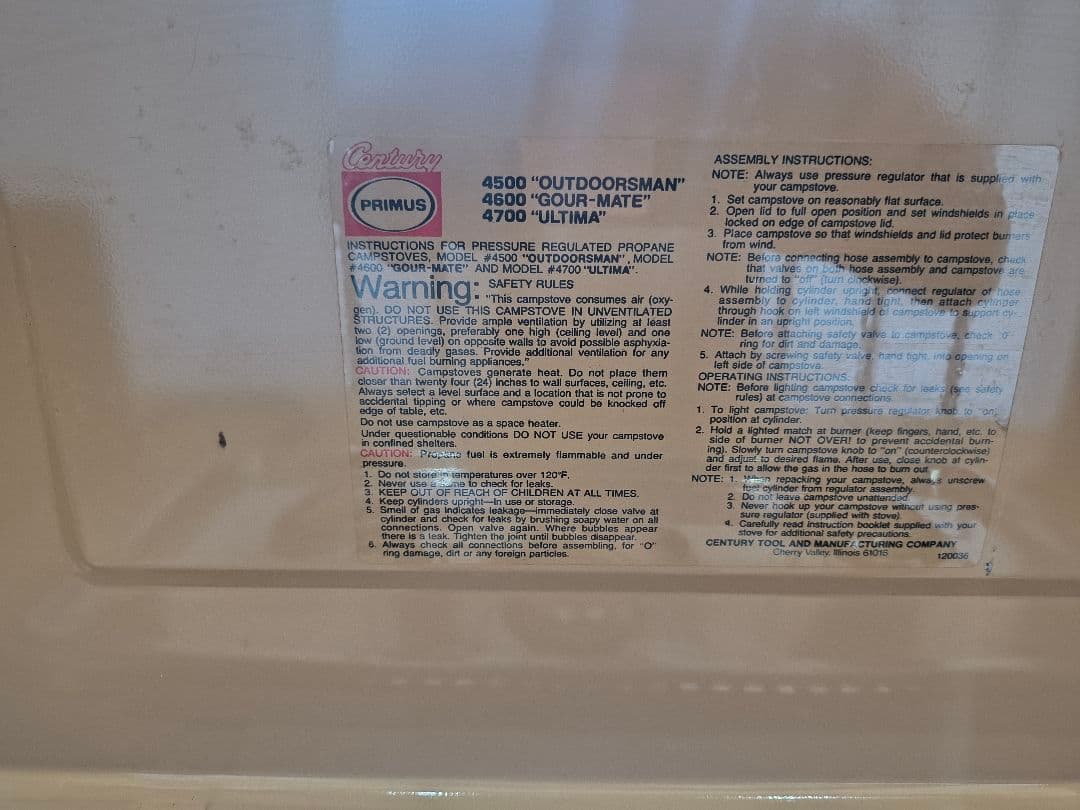 Century
PRIMUS
4500 "OUTDOORSMAN"
4600 "GOUR-MATE"
4700 "ULTIMA"
INSTRUCTIONS FOR PRESSURE REGULATED PROPANE
CAMPSTOVES, MODEL #4500 "OUTDOORSMAN", MODEL
#4600 "GOUR-MATE" AND MODEL #4700 "ULTIMA".
Warning: SAFETY RULES
"This campstove consumes air (oxy-
gen). DO NOT USE THIS CAMPSTOVE IN UNVENTILATED
STRUCTURES. Provide ample ventilation by utilizing at least
two (2) openings, preferably one high (ceiling level) and one
low (ground level) on opposite walls to avoid possible asphyxia-
tion from deadly gases. Provide additional ventilation for any
additional fuel burning appliances."
CAUTION: Campstoves generate heat. Do not place them
closer than twenty four (24) inches to wall surfaces, ceiling, etc.
Always select a level surface and a location that is not prone to
accidental tipping or where campstove could be knocked off
edge of table, etc.
Do not use campstove as a space heater.
Under questionable conditions DO NOT USE your campstove
in confined shelters.
CAUTION: Propane fuel is extremely flammable and under
pressure.
1. Do not store in temperatures over 120°F.
2. Never use a flame to check for leaks.
3. KEEP OUT OF REACH OF CHILDREN AT ALL TIMES.
4. Keep cylinders upright—in use or storage.
5. Smell of gas indicates leakage—immediately close valve at
cylinder and check for leaks by brushing soapy water on all
connections. Open valve again. Where bubbles appear
there is a leak. Tighten the joint until bubbles disappear.
6. Always check all connections before assembling, for "O"
ring damage, dirt or any foreign particles.
ASSEMBLY INSTRUCTIONS:
NOTE: Always use pressure regulator that is supplied with
your campstove.
1. Set campstove on reasonably flat surface.
2. Open lid to full open position and set windshields in place
locked on edge of campstove lid.
3. Place campstove so that windshields and lid protect burners
from wind.
NOTE: Before connecting hose assembly to campstove, check
that valves on both hose assembly and campstove are
turned to "off" (turn clockwise).
4. While holding cylinder upright, connect regulator of hose
assembly to cylinder, hand tight, then attach cylinder
through hook on left windshield of campstove to support cy-
linder in an upright position.
NOTE: Before attaching safety valve to campstove, check "O"
ring for dirt and damage.
5. Attach by screwing safety valve, hand tight, into opening on
left side of campstove.
OPERATING INSTRUCTIONS:
NOTE: Before lighting campstove check for leaks (see safety
rules) at campstove connections.
1. To light campstove: Turn pressure regulator knob to "on",
position at cylinder.
2. Hold a lighted match at burner (keep fingers, hand, etc. to
side of burner NOT OVER! to prevent accidental burn-
ing). Slowly turn campstove knob to "on" (counterclockwise)
and adjust to desired flame. After use, close knob at cylin-
der first to allow the gas in the hose to burn out.
NOTE: 1. When repacking your campstove, always unscrew
fuel cylinder from regulator assembly.
2. Do not leave campstove unattended.
3. Never hook up your campstove without using pres-
sure regulator (supplied with stove).
4. Carefully read instruction booklet supplied with your
stove for additional safety precautions.
CENTURY TOOL AND MANUFACTURING COMPANY
Cherry Valley, Illinois 61016
120036